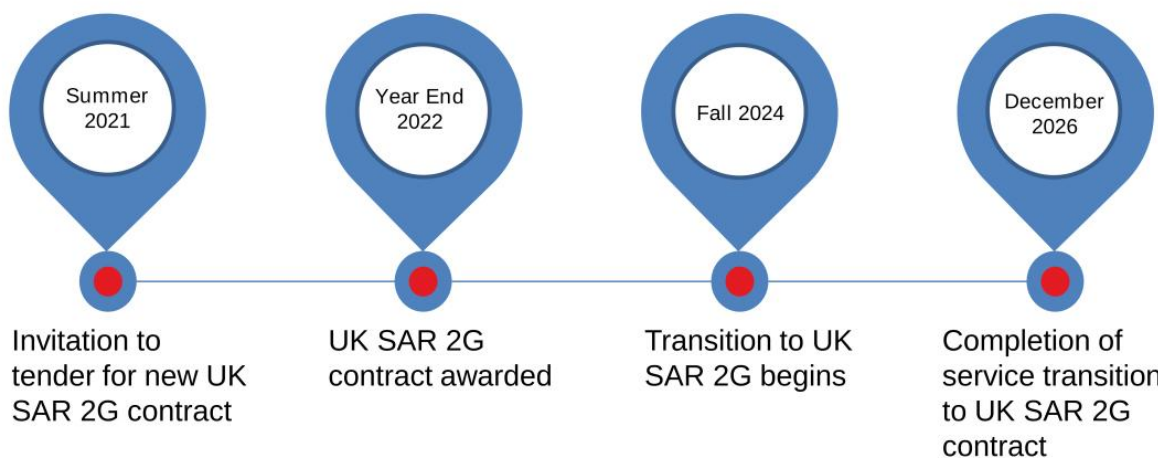 Summer
2021
Year End
2022
Fall 2024
December
2026
Invitation to
tender for new UK
SAR 2G contract
UK SAR 2G
contract awarded
Transition to UK
SAR 2G begins
Completion of
service transition
to UK SAR 2G
contract